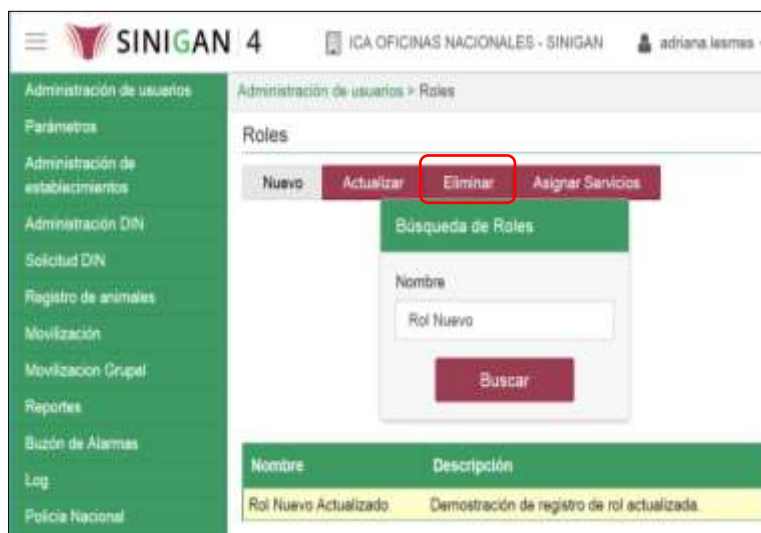 SINIGAN 4
ICA OFICINAS NACIONALES - SINIGAN
adriana.lesmes
Administración de usuarios
Parámetros
Administración de
establecimientos
Administración DIN
Solicitud DIN
Registro de animales
Movilización
Movilizacion Grupal
Reportes
Buzón de Alarmas
Log
Policia Nacional
Administración de usuarios > Roles
Roles
Nuevo
Actualizar
Eliminar
Asignar Servicios
Búsqueda de Roles
Nombre
Rol Nuevo
Buscar
Nombre Descripción
Rol Nuevo Actualizado Demostración de registro de rol actualizada.